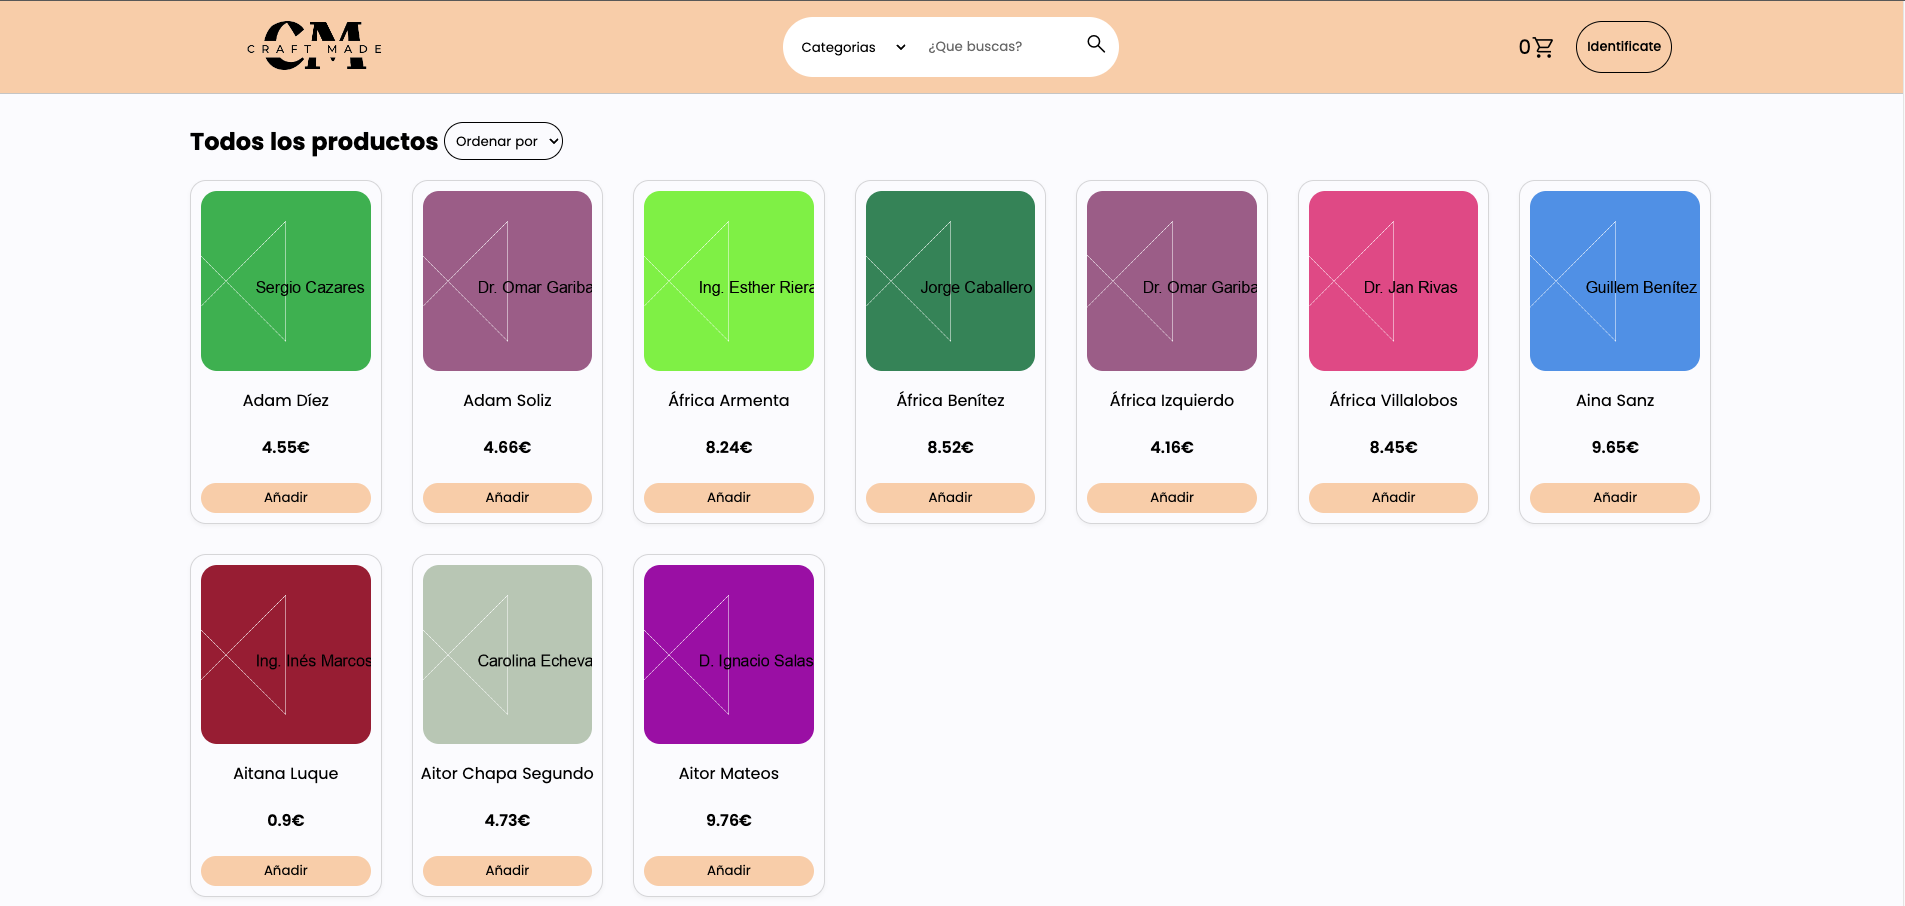 CM
CRAFT MADE
Categorias
¿Que buscas?
0
Identificate
Todos los productos
Ordenar por
Sergio Cazares
Dr. Omar Gariba
Ing. Esther Riera
Jorge Caballero
Dr. Omar Gariba
Dr. Jan Rivas
Guillem Benítez
Adam Díez
Adam Soliz
África Armenta
África Benítez
África Izquierdo
África Villalobos
Aina Sanz
4.55€
4.66€
8.24€
8.52€
4.16€
8.45€
9.65€
Añadir
Añadir
Añadir
Añadir
Añadir
Añadir
Añadir
Ing. Inés Marcos
Carolina Echeva
D. Ignacio Salas
Aitana Luque
Aitor Chapa Segundo
Aitor Mateos
0.9€
4.73€
9.76€
Añadir
Añadir
Añadir